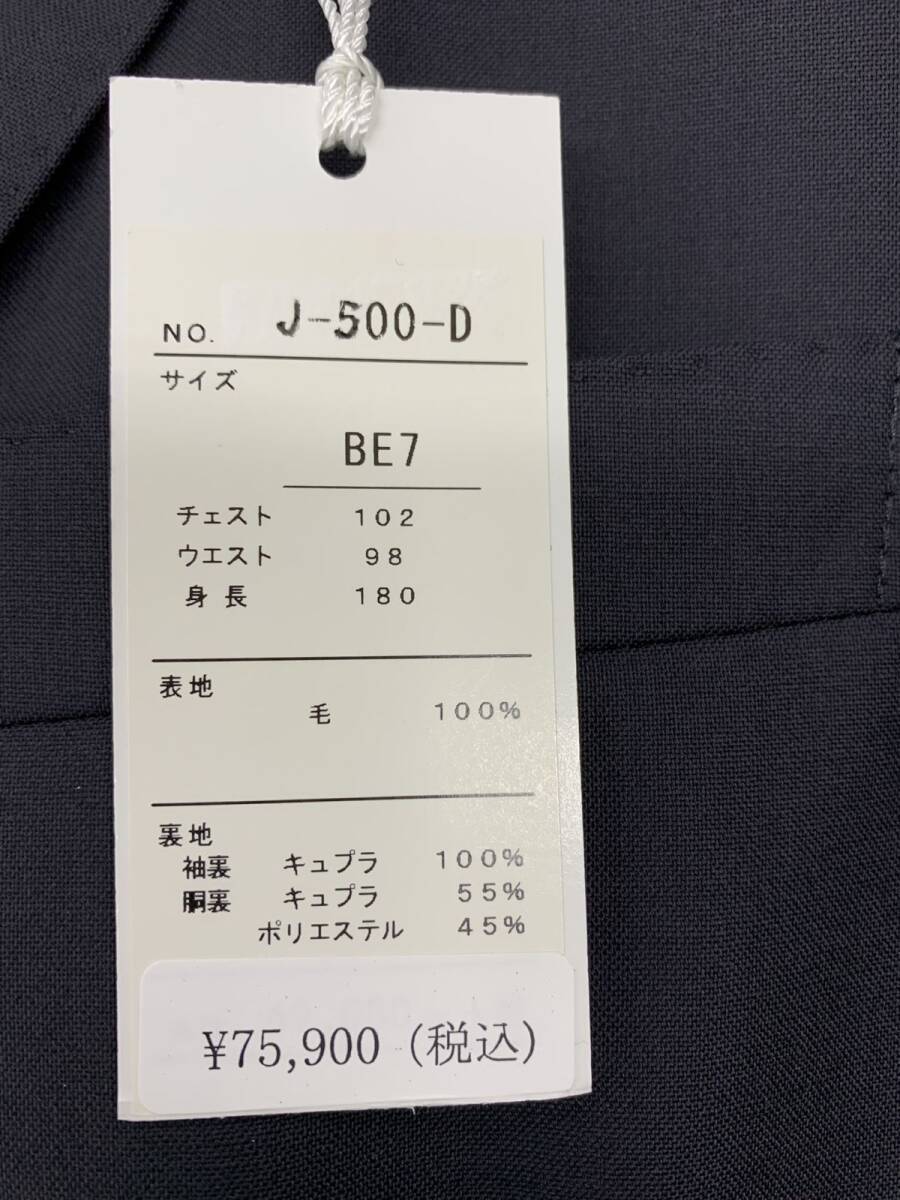 NO. J-500-D
サイズ
BE7
チェスト 102
ウエスト 98
身長 180
表地
毛 100%
裏地
袖裏 キュプラ 100%
胴裏 キュプラ 55%
ポリエステル 45%
¥75,900（税込）